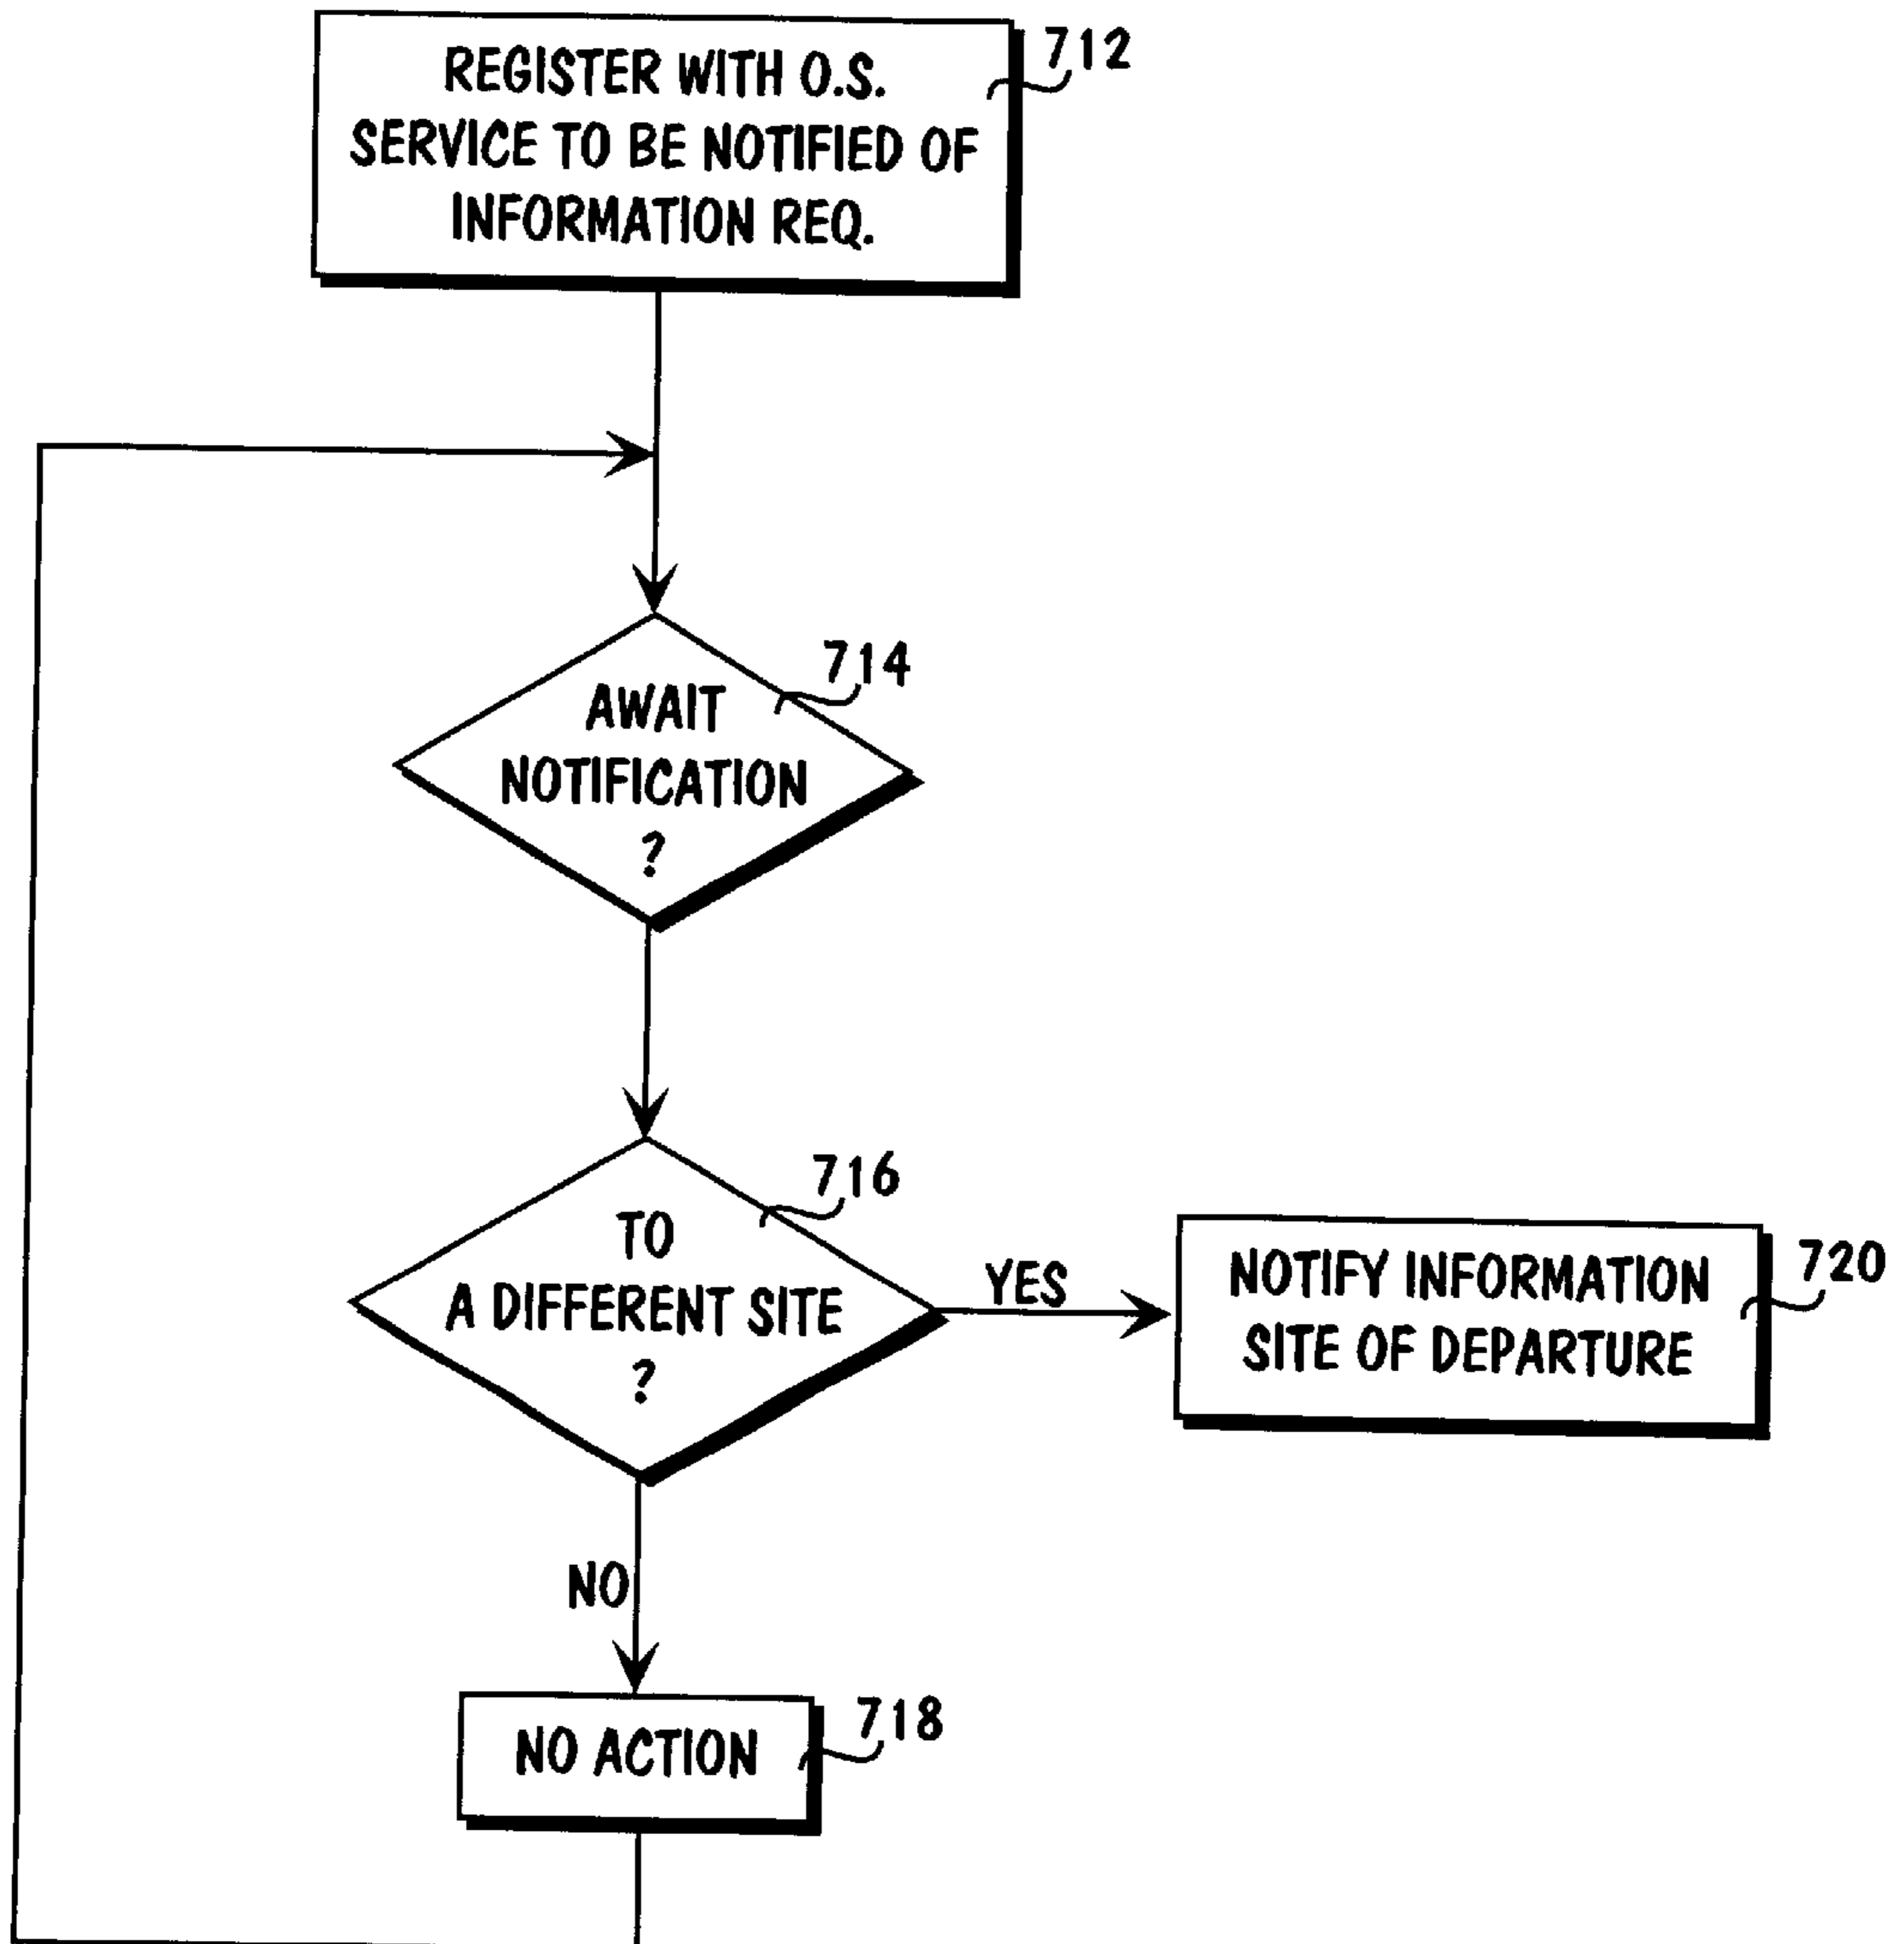 712
REGISTER WITH O.S.
SERVICE TO BE NOTIFIED OF
INFORMATION REQ.
714
AWAIT
NOTIFICATION
?
716
TO
A DIFFERENT SITE
?
YES
720
NOTIFY INFORMATION
SITE OF DEPARTURE
NO
718
NO ACTION